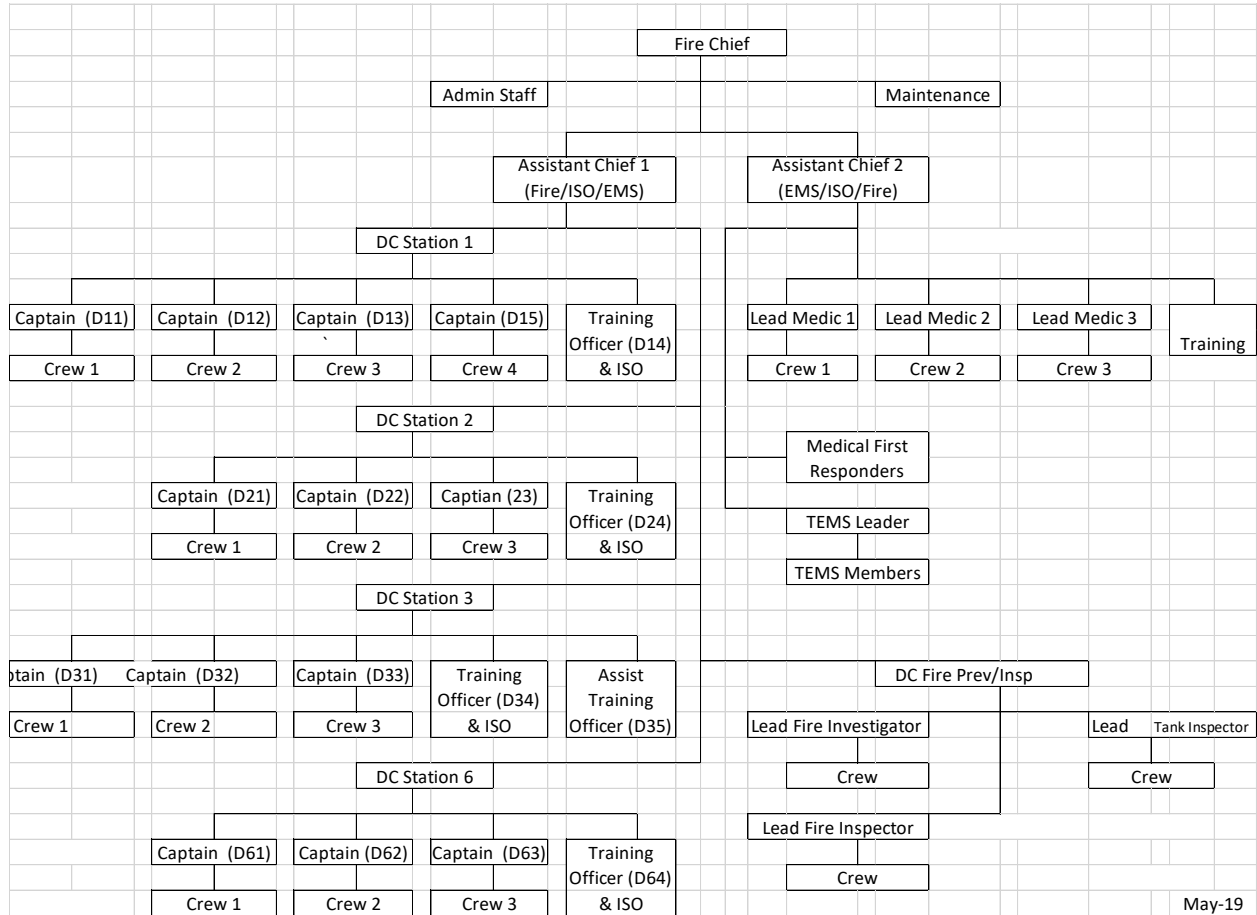 Fire Chief
Admin Staff
Maintenance
Assistant Chief 1
(Fire/ISO/EMS)
Assistant Chief 2
(EMS/ISO/Fire)
DC Station 1
Captain (D11)
Captain (D12)
Captain (D13)
`
Captain (D15)
Training
Officer (D14)
& ISO
Crew 1
Crew 2
Crew 3
Crew 4
Lead Medic 1
Lead Medic 2
Lead Medic 3
Training
Crew 1
Crew 2
Crew 3
DC Station 2
Medical First
Responders
Captain (D21)
Captain (D22)
Captian (23)
Training
Officer (D24)
& ISO
Crew 1
Crew 2
Crew 3
TEMS Leader
TEMS Members
DC Station 3
ptain (D31)
Captain (D32)
Captain (D33)
Training
Officer (D34)
& ISO
Assist
Training
Officer (D35)
Crew 1
Crew 2
Crew 3
DC Fire Prev/Insp
Lead Fire Investigator
Lead Tank Inspector
Crew
Crew
DC Station 6
Lead Fire Inspector
Crew
Captain (D61)
Captain (D62)
Captain (D63)
Training
Officer (D64)
& ISO
Crew 1
Crew 2
Crew 3
May-19